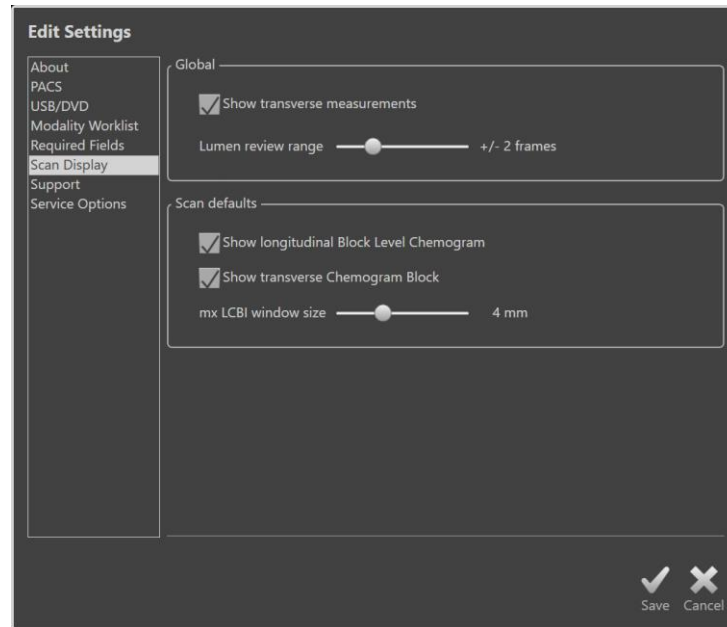 Edit Settings
About
PACS
USB/DVD
Modality Worklist
Required Fields
Scan Display
Support
Service Options
Global
Show transverse measurements
Lumen review range +/- 2 frames
Scan defaults
Show longitudinal Block Level Chemogram
Show transverse Chemogram Block
mx LCBI window size 4 mm
Save Cancel